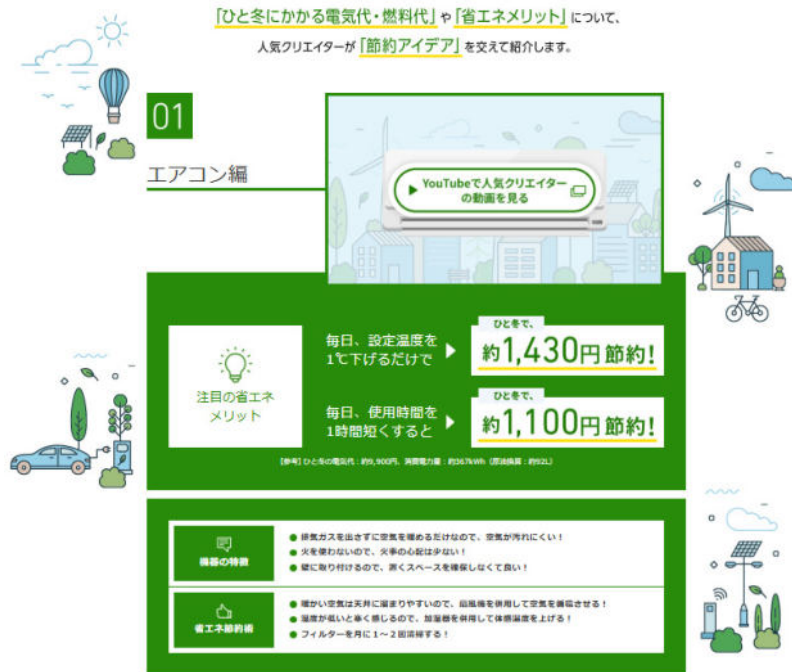 「ひと冬にかかる電気代・燃料代」や「省エネメリット」について、
人気クリエイターが「節約アイデア」を交えて紹介します。
01
エアコン編
YouTubeで人気クリエイター
の動画を見る
注目の省エネ
メリット
毎日、設定温度を
1℃下げるだけで
ひと冬で、
約1,430円節約!
毎日、使用時間を
1時間短くすると
ひと冬で、
約1,100円節約!
【参考】ひと冬の電気代：約9,900円、消費電力量：約367kWh（原油換算：約92L）
機器の特徴
● 排気ガスを出さずに空気を暖めるだけなので、空気が汚れにくい！
● 火を使わないので、火事の心配は少ない！
● 壁に取り付けるので、置くスペースを確保しなくて良い！
省エネ節約術
● 暖かい空気は天井に溜まりやすいので、扇風機を併用して空気を循環させる！
● 湿度が低いと寒く感じるので、加湿器を併用して体感温度を上げる！
● フィルターを月に１～２回清掃する！